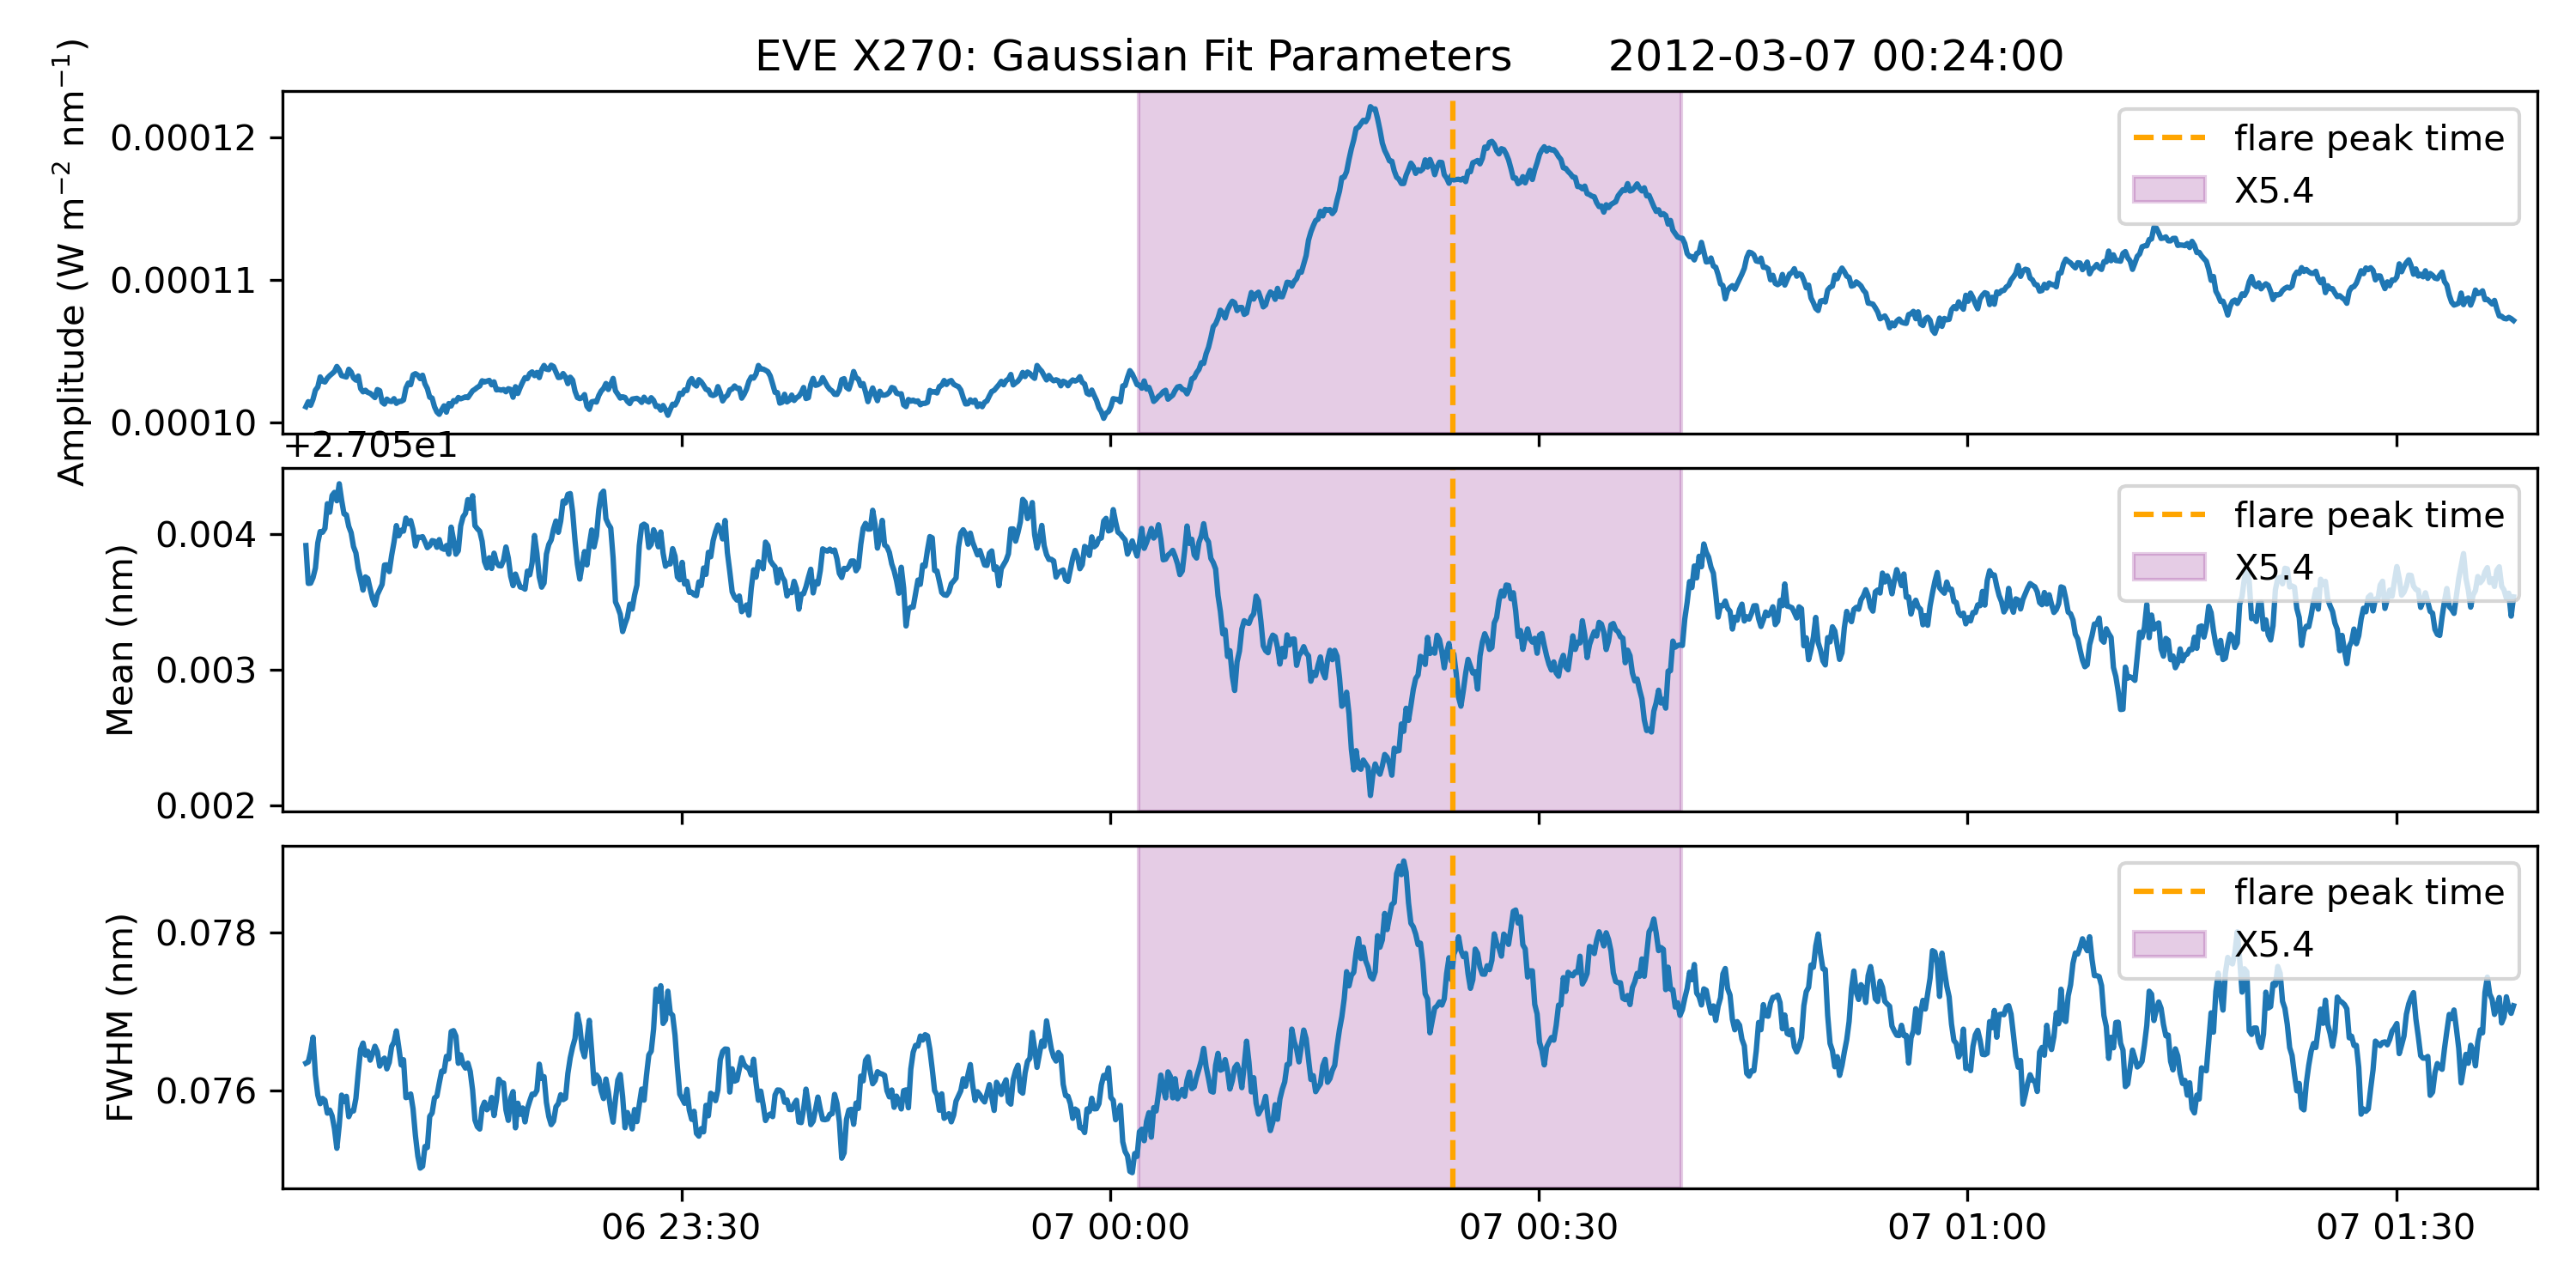 EVE X270: Gaussian Fit Parameters 2012-03-07 00:24:00
Amplitude (W m⁻² nm⁻¹)
0.00012
0.00011
0.00010
flare peak time
X5.4
+2.705e1
Mean (nm)
0.004
0.003
0.002
flare peak time
X5.4
FWHM (nm)
0.078
0.076
flare peak time
X5.4
06 23:30 07 00:00 07 00:30 07 01:00 07 01:30